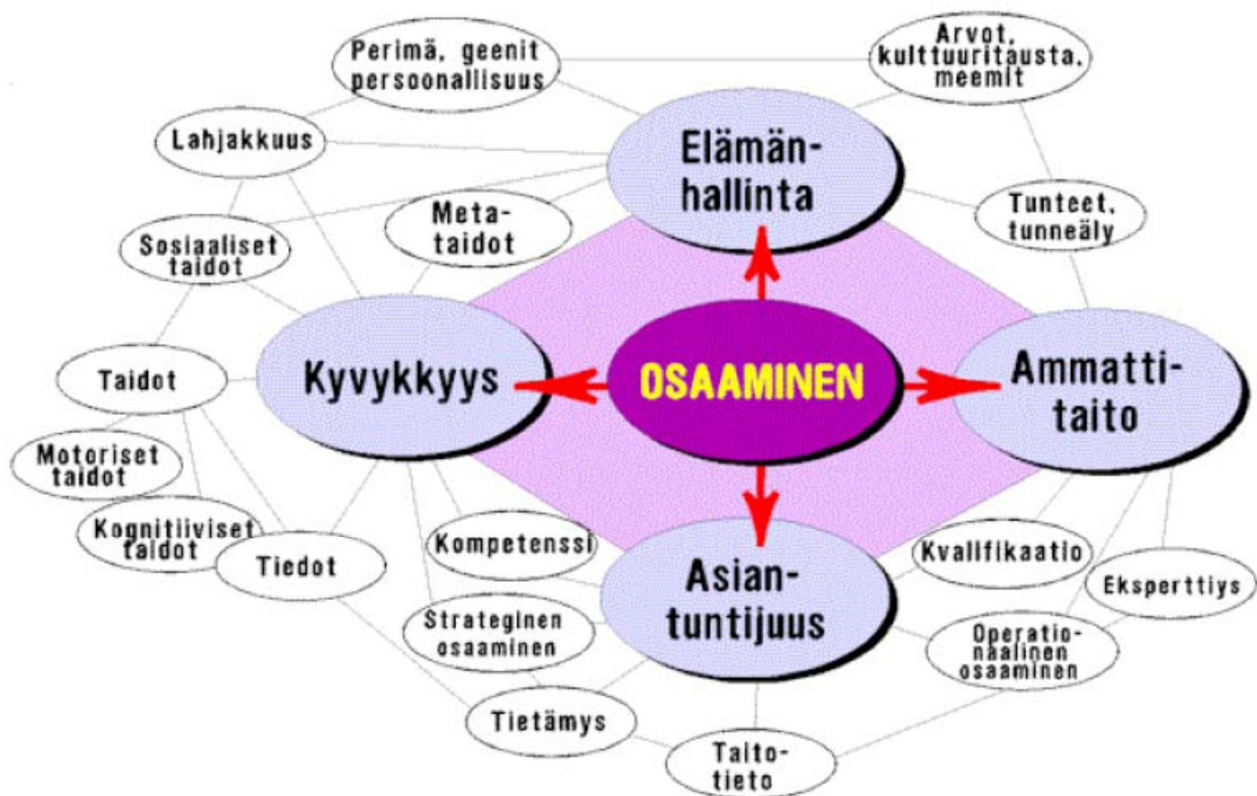 Perimä, geenit
persoonallisuus
Arvot,
kulttuuritausta,
meemit
Lahjakkuus
Elämän-
hallinta
Meta-
taidot
Tunteet,
tunneäly
Sosiaaliset
taidot
Taidot
Kyvykkyys
OSAAMINEN
Ammatti-
taito
Motoriset
taidot
Kognitiiviset
taidot
Tiedot
Kompetenssi
Asian-
tuntijuus
Kvalifikaatio
Eksperttiys
Strateginen
osaaminen
Operatio-
naalinen
osaaminen
Tietämys
Taito-
tieto